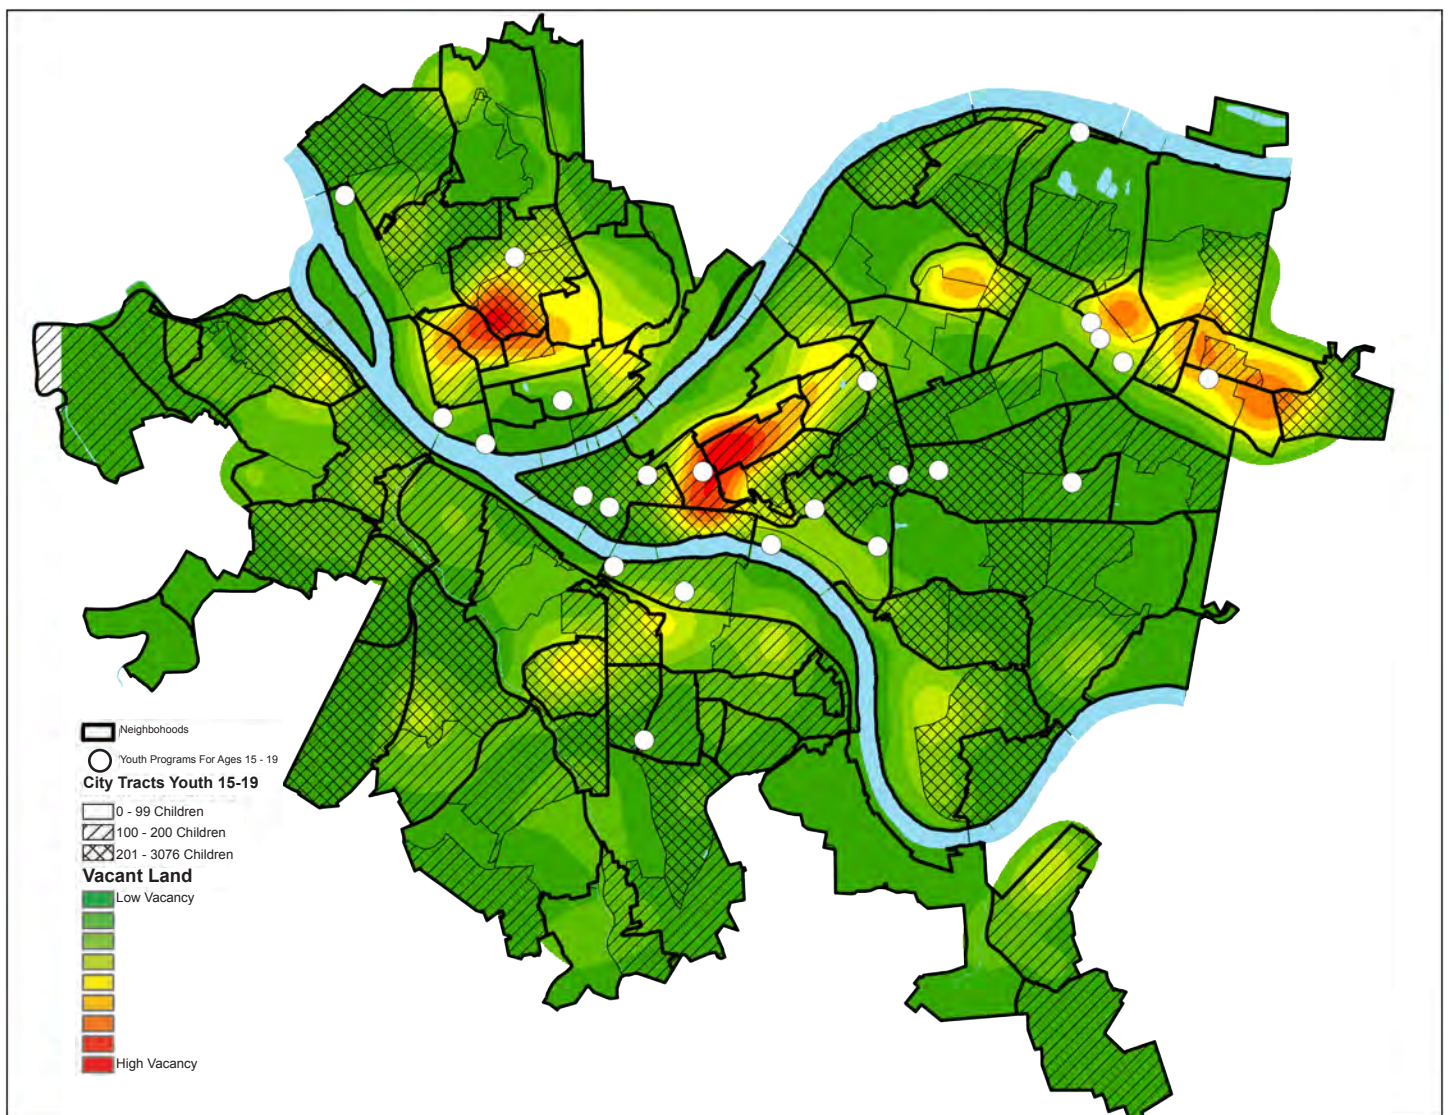 Neighbohoods
Youth Programs For Ages 15 - 19
City Tracts Youth 15-19
0 - 99 Children
100 - 200 Children
201 - 3076 Children
Vacant Land
Low Vacancy
High Vacancy